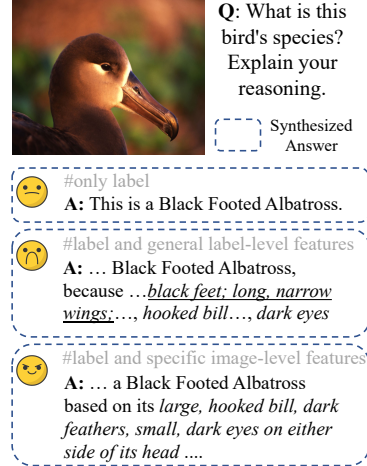 Q: What is this
bird's species?
Explain your
reasoning.
Synthesized
Answer
#only label
A: This is a Black Footed Albatross.
#label and general label-level features
A: … Black Footed Albatross,
because …black feet; long, narrow
wings;…, hooked bill…, dark eyes
#label and specific image-level features
A: … a Black Footed Albatross
based on its large, hooked bill, dark
feathers, small, dark eyes on either
side of its head ....